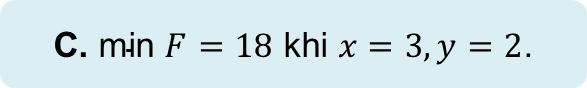 C. min F = 18 khi x = 3, y = 2.